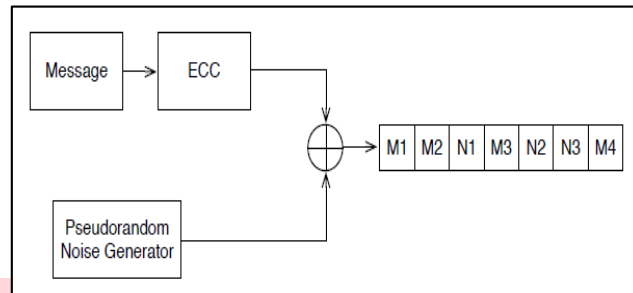 Message
ECC
M1 M2 N1 M3 N2 N3 M4
Pseudorandom
Noise Generator